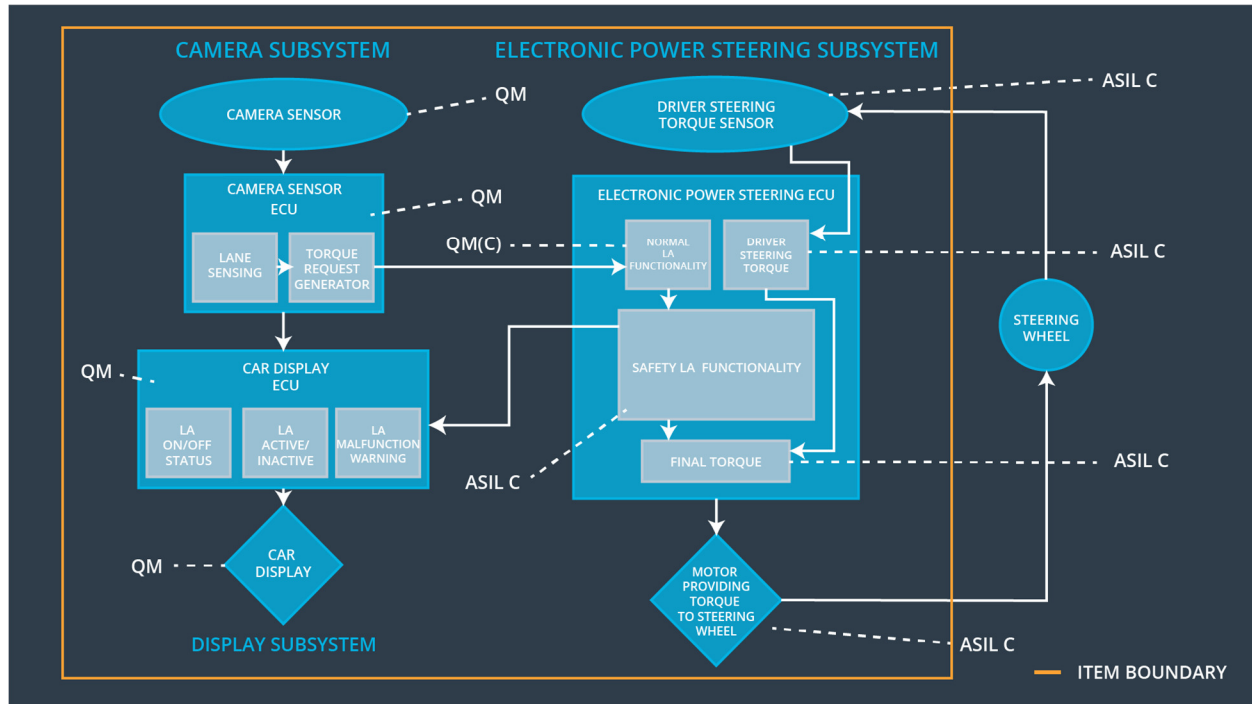 CAMERA SUBSYSTEM
ELECTRONIC POWER STEERING SUBSYSTEM
CAMERA SENSOR
QM
DRIVER STEERING
TORQUE SENSOR
ASIL C
CAMERA SENSOR
ECU
QM
LANE
SENSING
TORQUE
REQUEST
GENERATOR
QM(C)
ELECTRONIC POWER STEERING ECU
NORMAL
LA
FUNCTIONALITY
DRIVER
STEERING
TORQUE
ASIL C
STEERING
WHEEL
SAFETY LA FUNCTIONALITY
QM
CAR DISPLAY
ECU
LA
ON/OFF
STATUS
LA
ACTIVE/
INACTIVE
LA
MALFUNCTION
WARNING
ASIL C
FINAL TORQUE
ASIL C
QM
CAR
DISPLAY
MOTOR
PROVIDING
TORQUE
TO STEERING
WHEEL
ASIL C
DISPLAY SUBSYSTEM
ITEM BOUNDARY